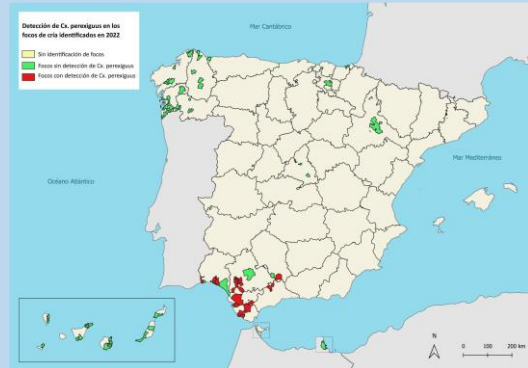 Detección de Cx. perexiguus en los
focos de cría identificados en 2022
Sin identificación de focos
Focos sin detección de Cx. perexiguus
Focos con detección de Cx. perexiguus
Mar Cantábrico
Mar Mediterráneo
Océano Atlántico
N
0 100 200 km